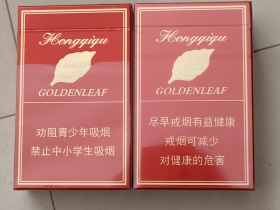 Hongqiqu
GOLDENLEAF
劝阻青少年吸烟
禁止中小学生吸烟
Hongqiqu
GOLDENLEAF
尽早戒烟有益健康
戒烟可减少
对健康的危害